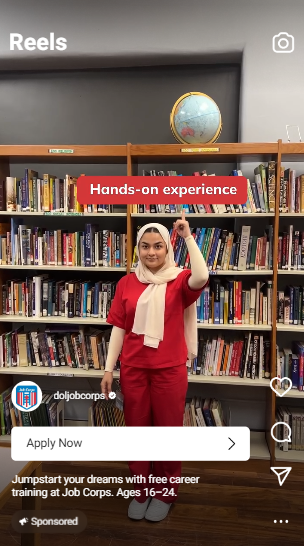 Reels
Hands-on experience
doljobcorps
Apply Now
Jumpstart your dreams with free career
training at Job Corps. Ages 16–24.
Sponsored